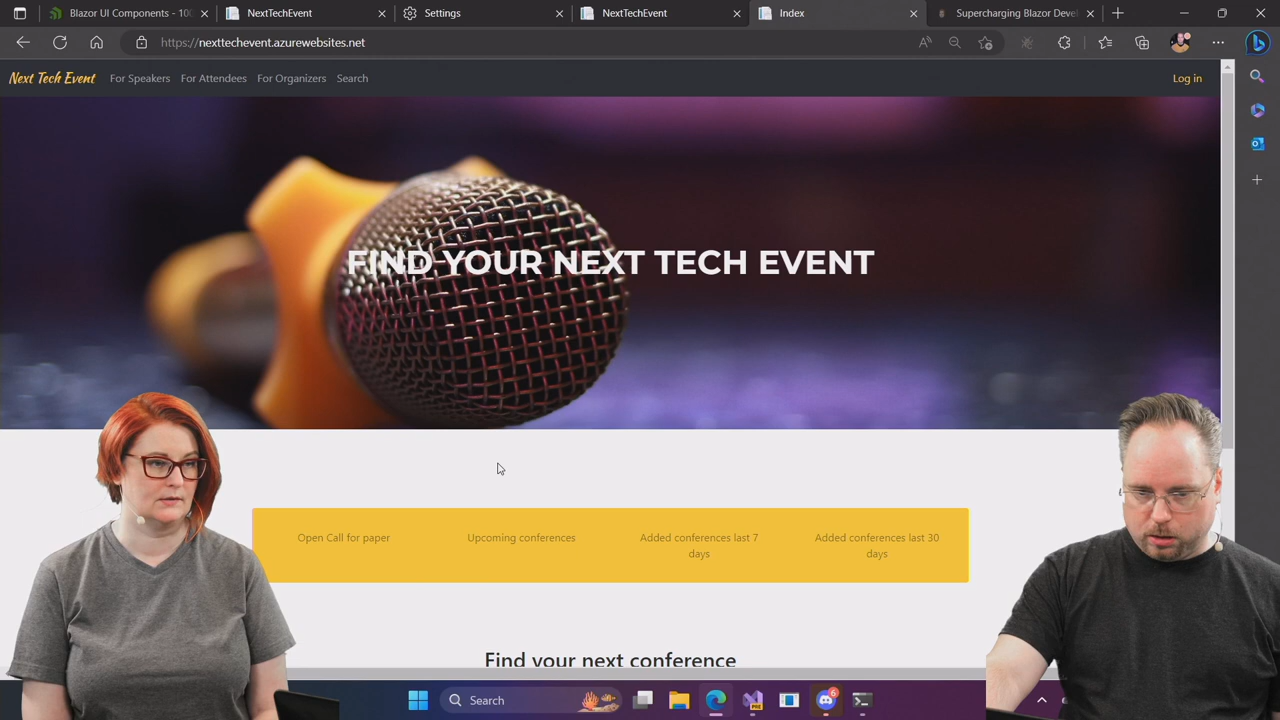 Blazor UI Components - 10
NextTechEvent
Settings
NextTechEvent
Index
Supercharging Blazor Devel
https://nexttechevent.azurewebsites.net
Next Tech Event
For Speakers
For Attendees
For Organizers
Search
Log in
FIND YOUR NEXT TECH EVENT
Open Call for paper
Upcoming conferences
Added conferences last 7
days
Added conferences last 30
days
Find your next conference
Search
6